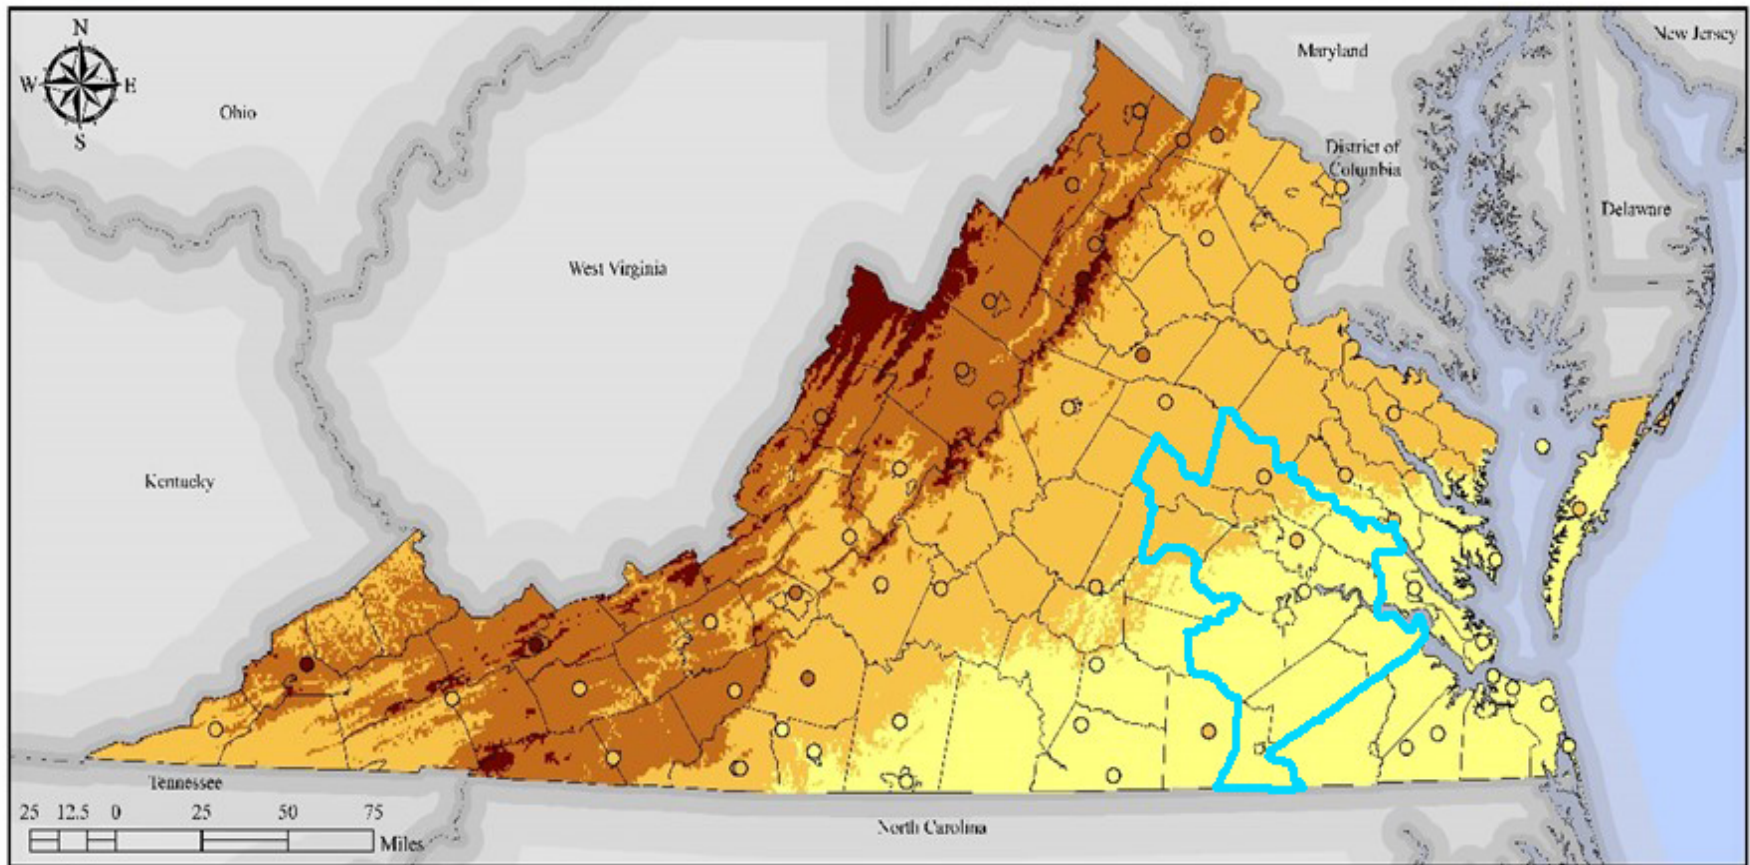 N
W E
S
Ohio
Maryland
New Jersey
District of
Columbia
Delaware
West Virginia
Kentucky
Tennessee
North Carolina
25 12.5 0 25 50 75
Miles